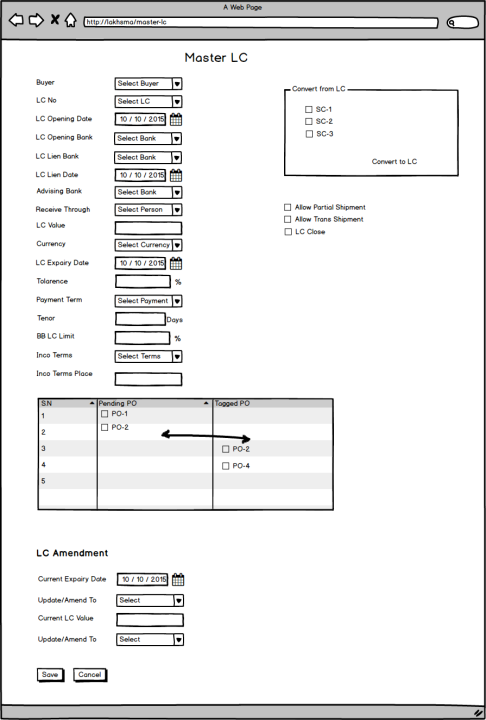 A Web Page
http://lakhsma/master-lc
Master LC
Buyer Select Buyer
LC No Select LC
LC Opening Date 10 / 10 / 2015
LC Opening Bank Select Bank
LC Lien Bank Select Bank
LC Lien Date 10 / 10 / 2015
Advising Bank Select Bank
Receive Through Select Person
LC Value
Currency Select Currency
LC Expairy Date 10 / 10 / 2015
Tolarence %
Payment Term Select Payment
Tenor Days
BB LC Limit %
Inco Terms Select Terms
Inco Terms Place
Convert from LC
SC-1
SC-2
SC-3
Convert to LC
Allow Partial Shipment
Allow Trans Shipment
LC Close
S.N Pending PO Tagged PO
1 PO-1
2 PO-2
3 PO-2
4 PO-4
5
LC Amendment
Current Expairy Date 10 / 10 / 2015
Update/Amend To Select
Current LC Value
Update/Amend To Select
Save Cancel